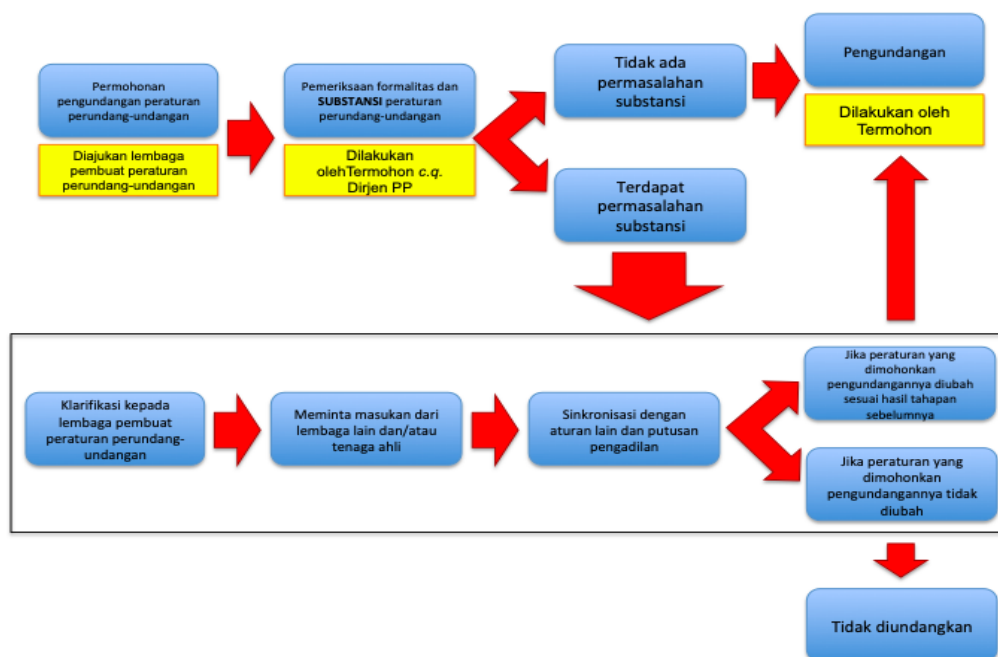 Permohonan
pengundangan peraturan
perundang-undangan
Diajukan lembaga
pembuat peraturan
perundang-undangan
Pemeriksaan formalitas dan
SUBSTANSI peraturan
perundang-undangan
Dilakukan
olehTermohon c.q.
Dirjen PP
Tidak ada
permasalahan
substansi
Terdapat
permasalahan
substansi
Pengundangan
Dilakukan oleh
Termohon
Klarifikasi kepada
lembaga pembuat
peraturan perundang-
undangan
Meminta masukan dari
lembaga lain dan/atau
tenaga ahli
Sinkronisasi dengan
aturan lain dan putusan
pengadilan
Jika peraturan yang
dimohonkan
pengundangannya diubah
sesuai hasil tahapan
sebelumnya
Jika peraturan yang
dimohonkan
pengundangannya tidak
diubah
Tidak diundangkan